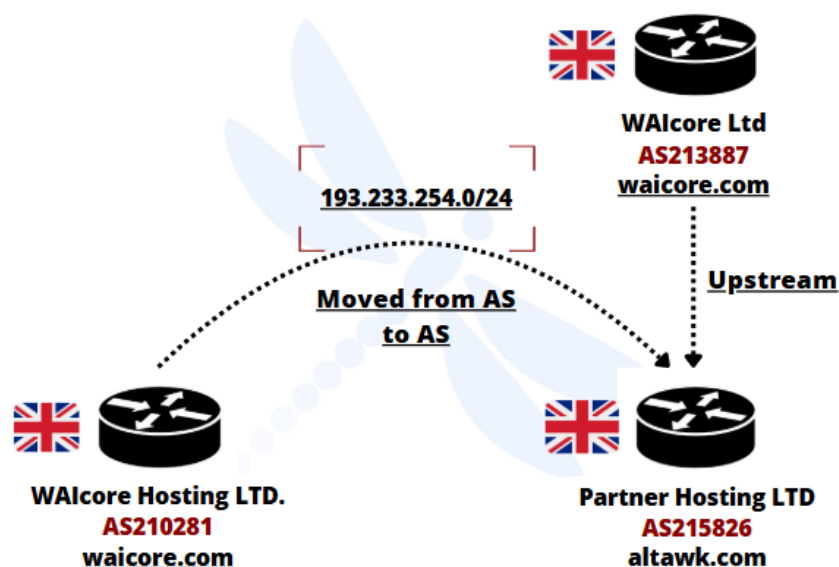 WAIcore Ltd
AS213887
waicore.com
193.233.254.0/24
Upstream
Moved from AS
to AS
WAIcore Hosting LTD.
AS210281
waicore.com
Partner Hosting LTD
AS215826
altawk.com